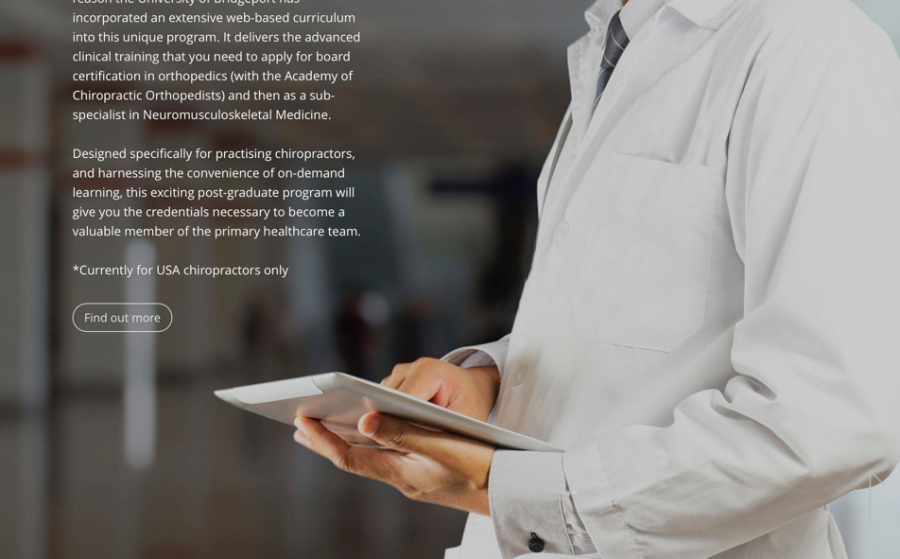 reason the University of Bridgeport has
incorporated an extensive web-based curriculum
into this unique program. It delivers the advanced
clinical training that you need to apply for board
certification in orthopedics (with the Academy of
Chiropractic Orthopedists) and then as a sub-
specialist in Neuromusculoskeletal Medicine.
Designed specifically for practising chiropractors,
and harnessing the convenience of on-demand
learning, this exciting post-graduate program will
give you the credentials necessary to become a
valuable member of the primary healthcare team.
*Currently for USA chiropractors only
Find out more